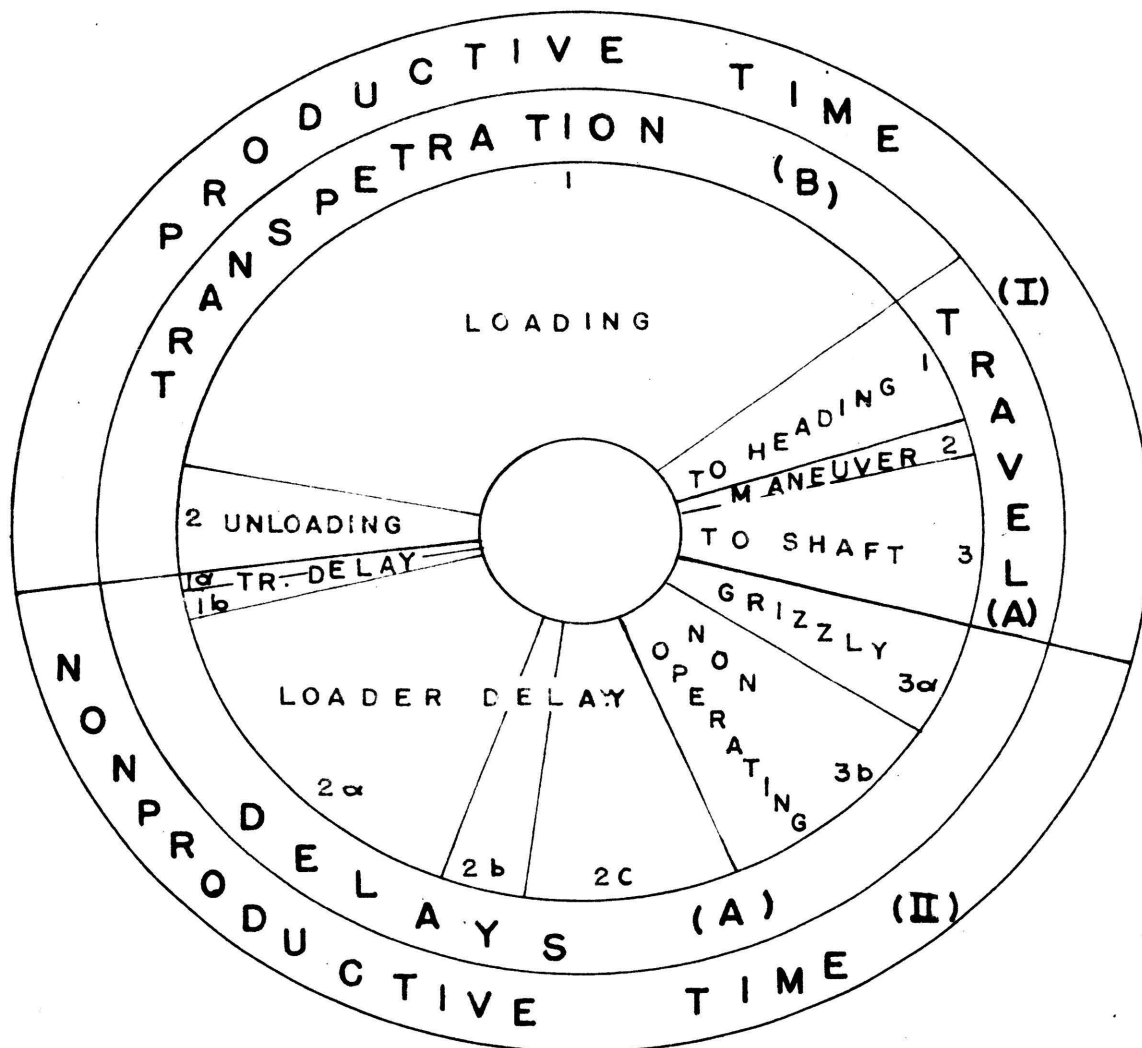 PRODUCTIVE TIME (I)
TRANSPETRATION (B)
1
LOADING
TRAVEL (A)
TO HEADING 1
MANEUVER 2
TO SHAFT 3
2 UNLOADING
1a TR. DELAY
1b
GRIZZLY
3a
NON
OPERATING
3b
LOADER DELAY
2a
2b
2c
DELAYS (A)
NONPRODUCTIVE TIME (II)